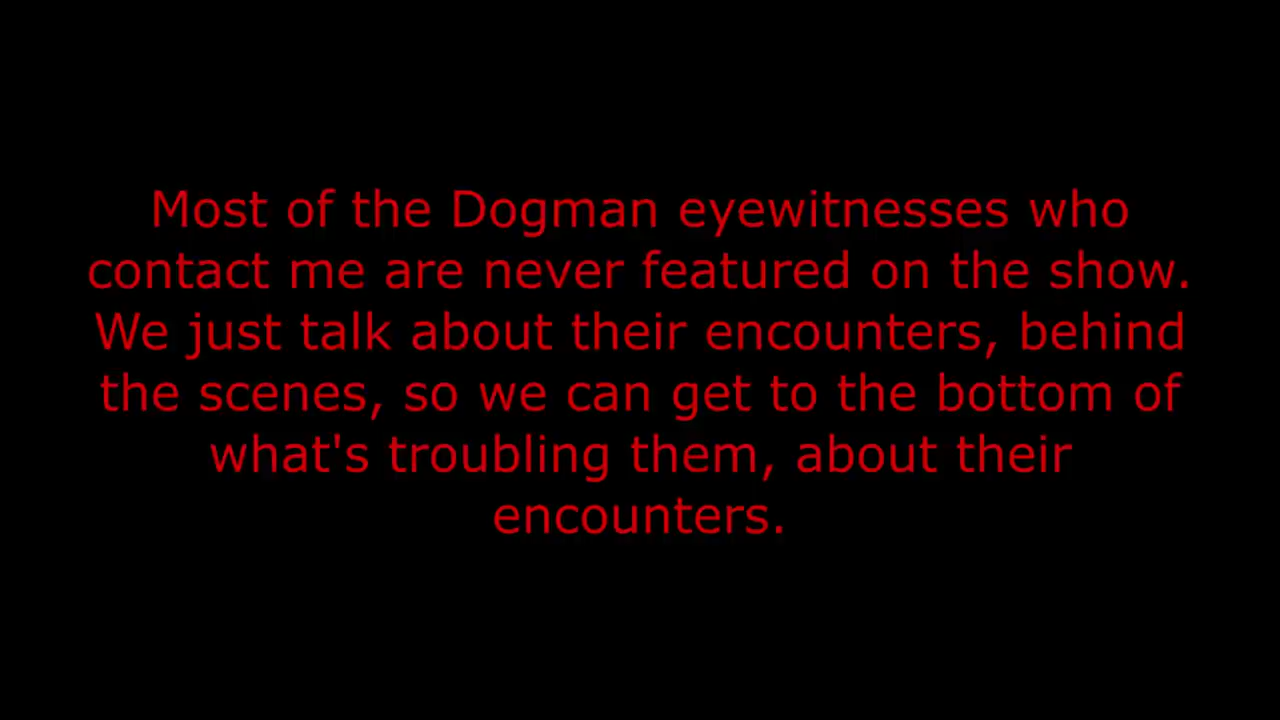 Most of the Dogman eyewitnesses who
contact me are never featured on the show.
We just talk about their encounters, behind
the scenes, so we can get to the bottom of
what's troubling them, about their
encounters.